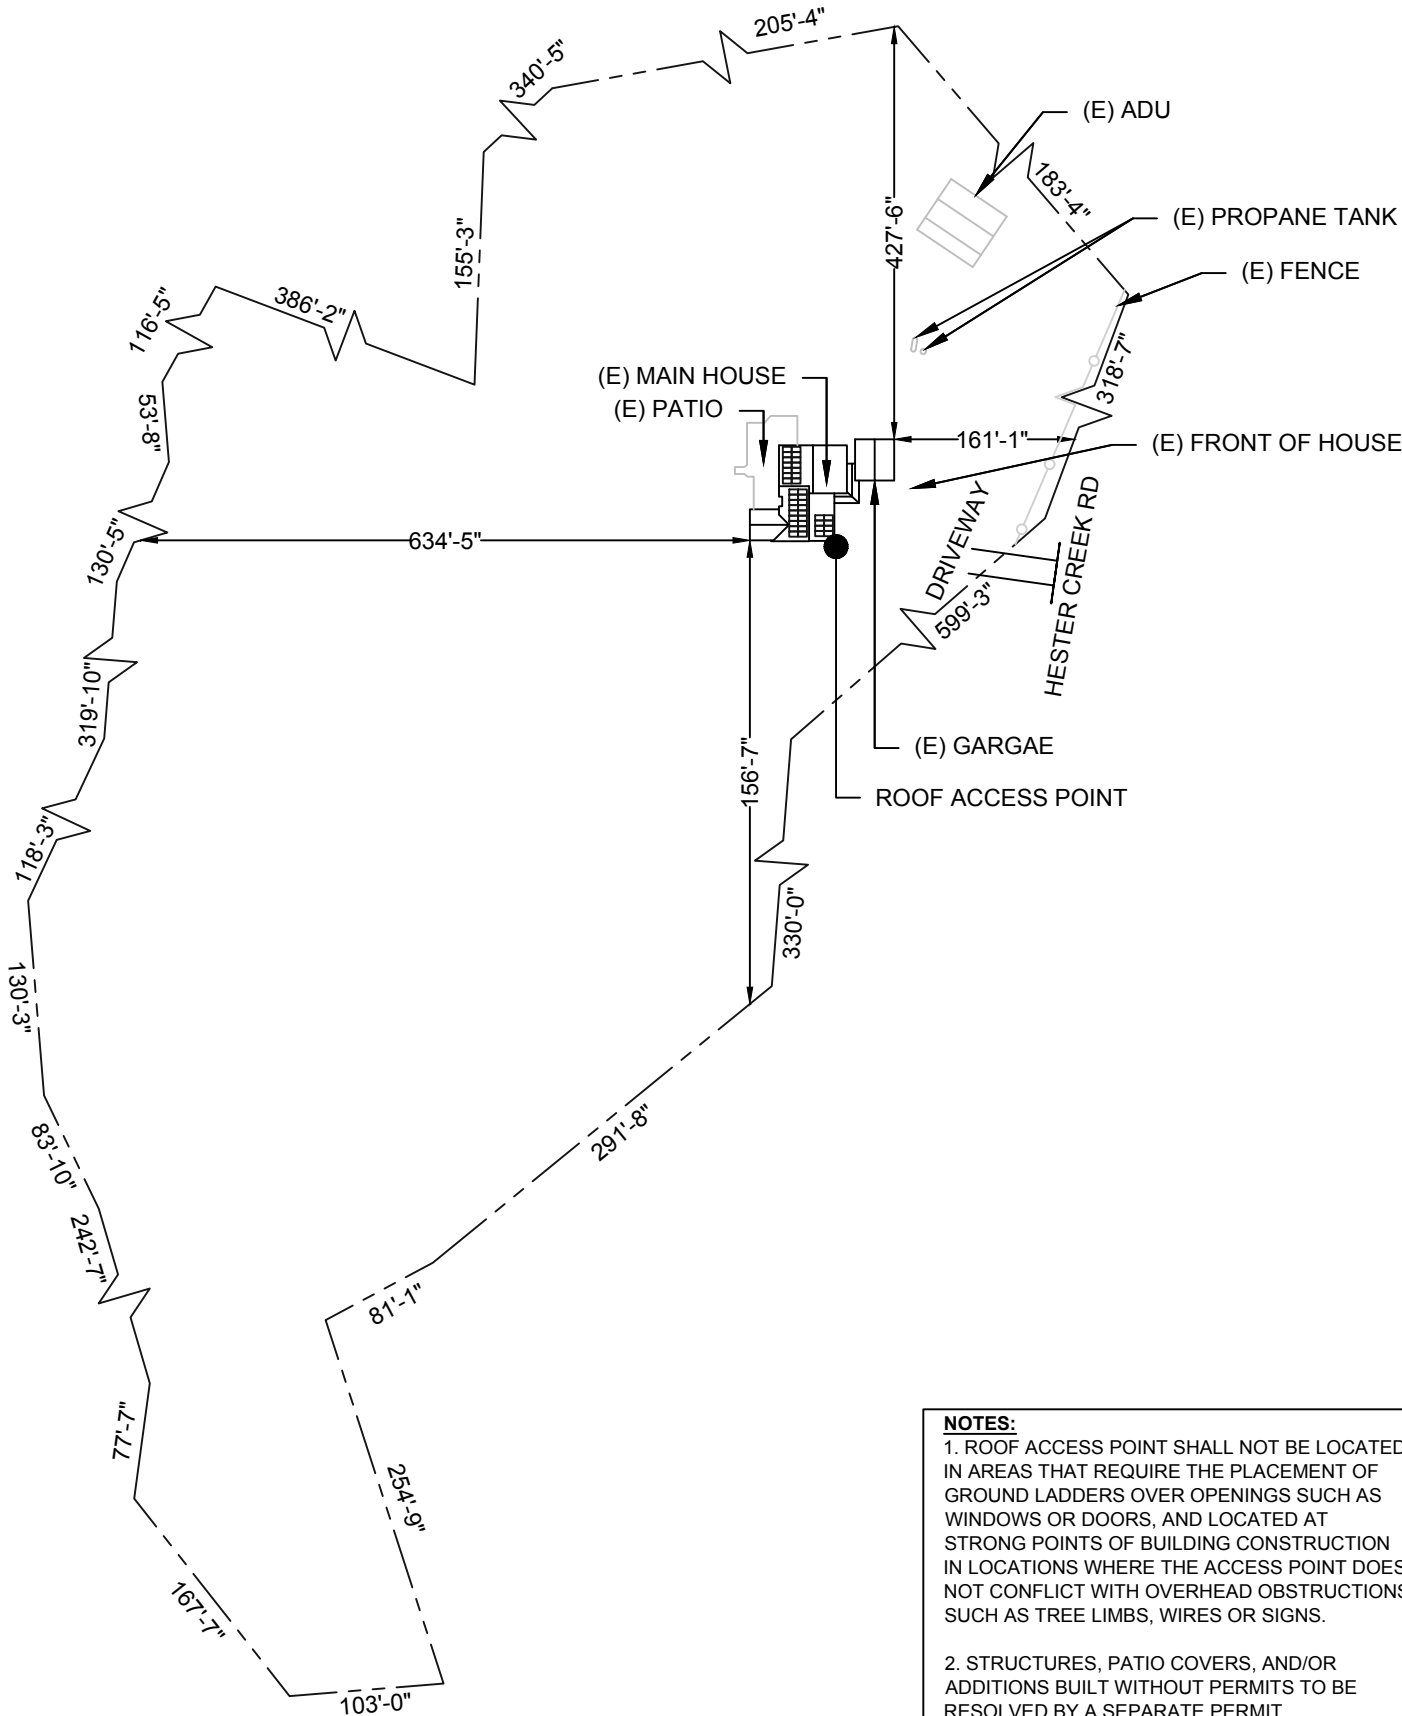 205'-4"
340'-5"
(E) ADU
183'-4"
427'-6"
(E) PROPANE TANK
155'-3"
(E) FENCE
386'-2"
116'-5"
318'-7"
(E) MAIN HOUSE
(E) PATIO
53'-8"
161'-1"
(E) FRONT OF HOUSE
130'-5"
634'-5"
DRIVEWAY
HESTER CREEK RD
599'-3"
319'-10"
(E) GARGAE
156'-7"
ROOF ACCESS POINT
118'-3"
330'-0"
130'-3"
291'-8"
83'-10"
242'-7"
81'-1"
77'-7"
254'-9"
167'-7"
103'-0"
NOTES:
1. ROOF ACCESS POINT SHALL NOT BE LOCATED
IN AREAS THAT REQUIRE THE PLACEMENT OF
GROUND LADDERS OVER OPENINGS SUCH AS
WINDOWS OR DOORS, AND LOCATED AT
STRONG POINTS OF BUILDING CONSTRUCTION
IN LOCATIONS WHERE THE ACCESS POINT DOES
NOT CONFLICT WITH OVERHEAD OBSTRUCTIONS
SUCH AS TREE LIMBS, WIRES OR SIGNS.
2. STRUCTURES, PATIO COVERS, AND/OR
ADDITIONS BUILT WITHOUT PERMITS TO BE
RESOLVED BY A SEPARATE PERMIT